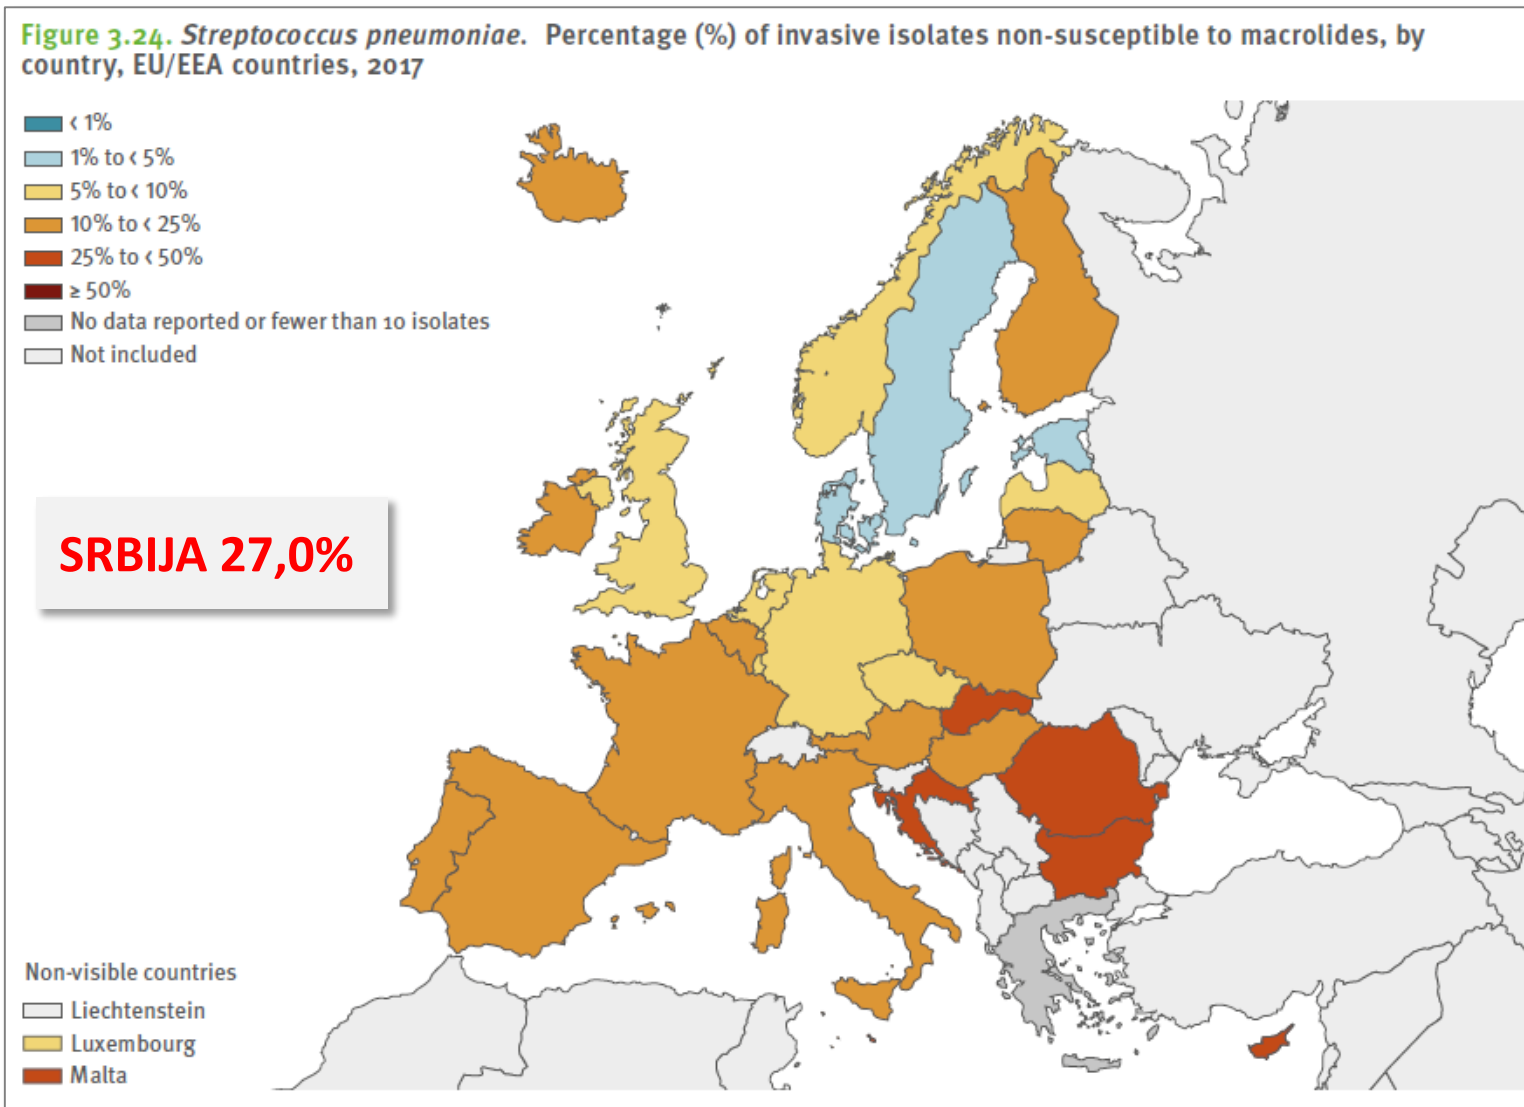 Figure 3.24. Streptococcus pneumoniae. Percentage (%) of invasive isolates non-susceptible to macrolides, by
country, EU/EEA countries, 2017
< 1%
1% to < 5%
5% to < 10%
10% to < 25%
25% to < 50%
≥ 50%
No data reported or fewer than 10 isolates
Not included
SRBIJA 27,0%
Non-visible countries
Liechtenstein
Luxembourg
Malta